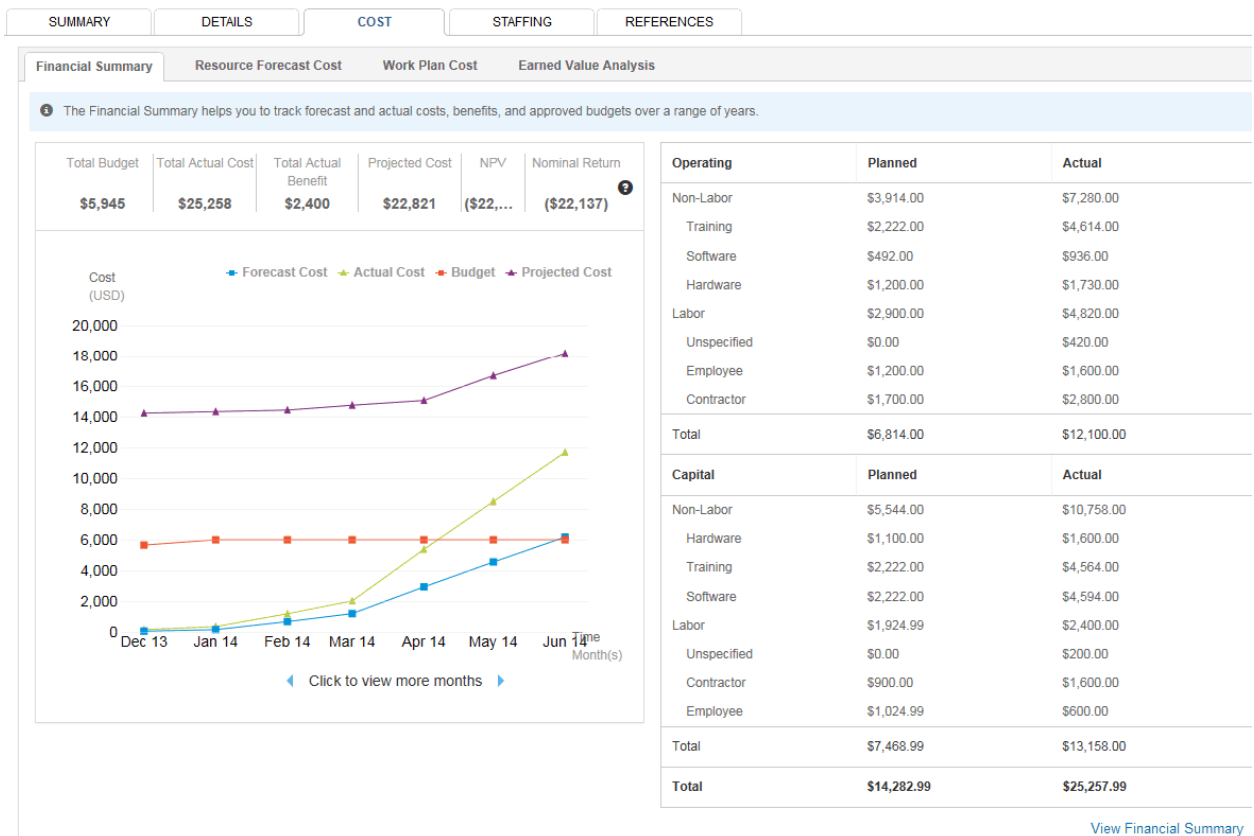 SUMMARY DETAILS COST STAFFING REFERENCES
Financial Summary Resource Forecast Cost Work Plan Cost Earned Value Analysis
The Financial Summary helps you to track forecast and actual costs, benefits, and approved budgets over a range of years.
Total Budget Total Actual Cost Total Actual Benefit Projected Cost NPV Nominal Return
$5,945 $25,258 $2,400 $22,821 ($22,... ($22,137) ?
Cost
(USD)
Forecast Cost Actual Cost Budget Projected Cost
20,000
18,000
16,000
14,000
12,000
10,000
8,000
6,000
4,000
2,000
0
Dec 13 Jan 14 Feb 14 Mar 14 Apr 14 May 14 Jun 14
Time
Month(s)
Click to view more months
Operating Planned Actual
Non-Labor $3,914.00 $7,280.00
Training $2,222.00 $4,614.00
Software $492.00 $936.00
Hardware $1,200.00 $1,730.00
Labor $2,900.00 $4,820.00
Unspecified $0.00 $420.00
Employee $1,200.00 $1,600.00
Contractor $1,700.00 $2,800.00
Total $6,814.00 $12,100.00
Capital Planned Actual
Non-Labor $5,544.00 $10,758.00
Hardware $1,100.00 $1,600.00
Training $2,222.00 $4,564.00
Software $2,222.00 $4,594.00
Labor $1,924.99 $2,400.00
Unspecified $0.00 $200.00
Contractor $900.00 $1,600.00
Employee $1,024.99 $600.00
Total $7,468.99 $13,158.00
Total $14,282.99 $25,257.99
View Financial Summary